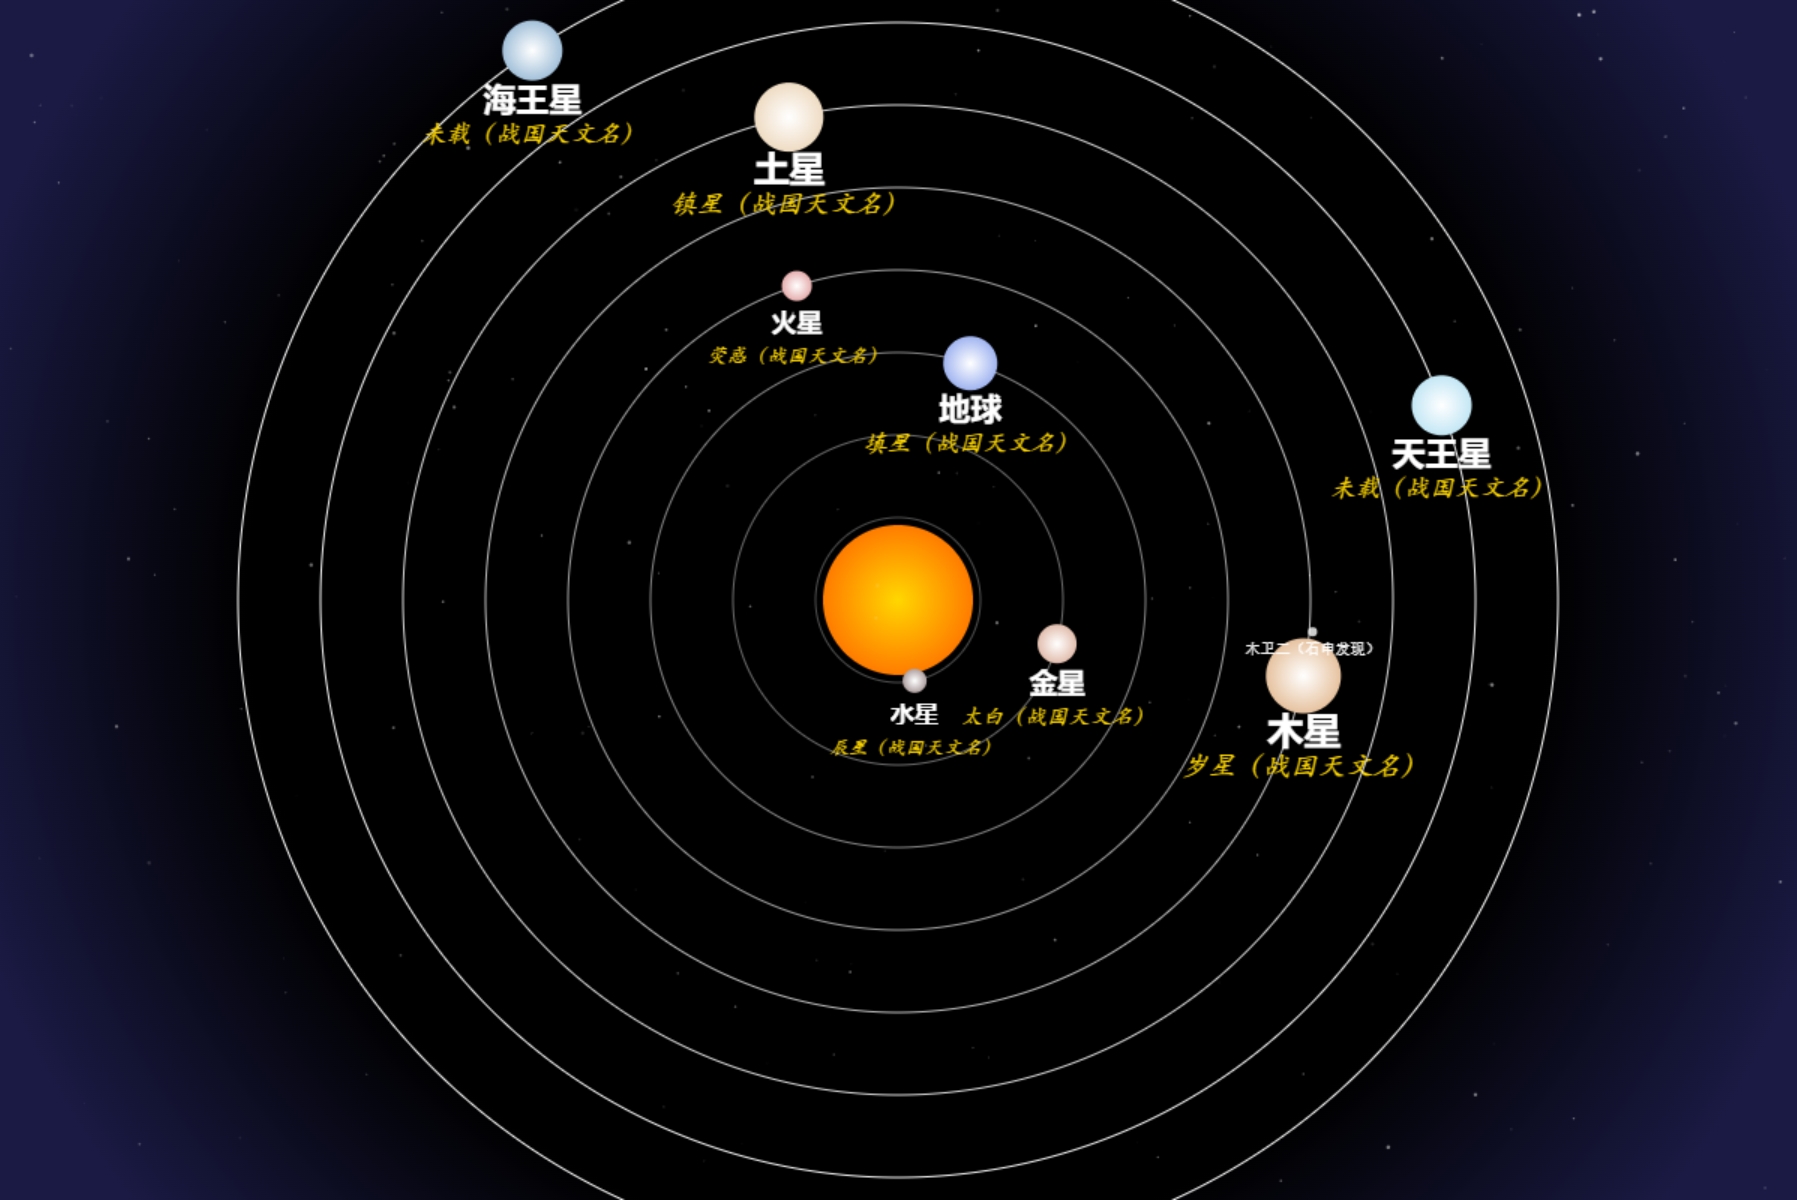 海王星
未载（战国天文名）
土星
镇星（战国天文名）
火星
荧惑（战国天文名）
地球
填星（战国天文名）
天王星
未载（战国天文名）
木卫二（石申发现）
木星
岁星（战国天文名）
金星
太白（战国天文名）
水星
辰星（战国天文名）